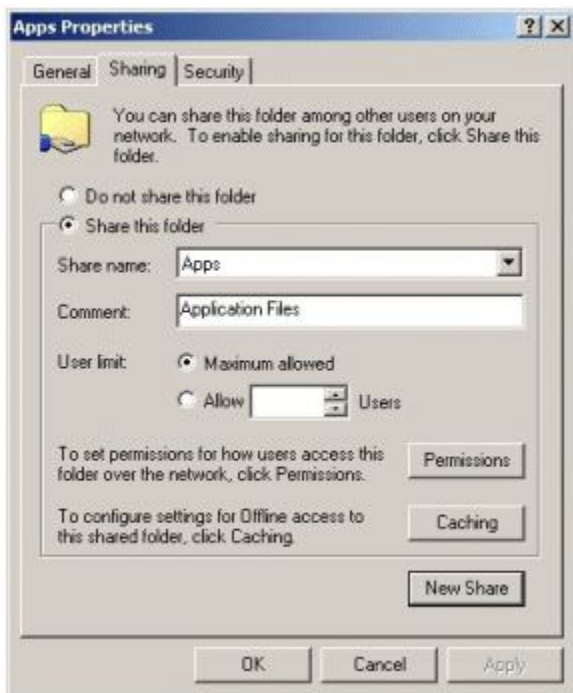 Apps Properties
General Sharing Security
You can share this folder among other users on your
network. To enable sharing for this folder, click Share this
folder.
Do not share this folder
Share this folder
Share name: Apps
Comment: Application Files
User limit: Maximum allowed
Allow Users
To set permissions for how users access this
folder over the network, click Permissions.
Permissions
To configure settings for Offline access to
this shared folder, click Caching.
Caching
New Share
OK Cancel Apply